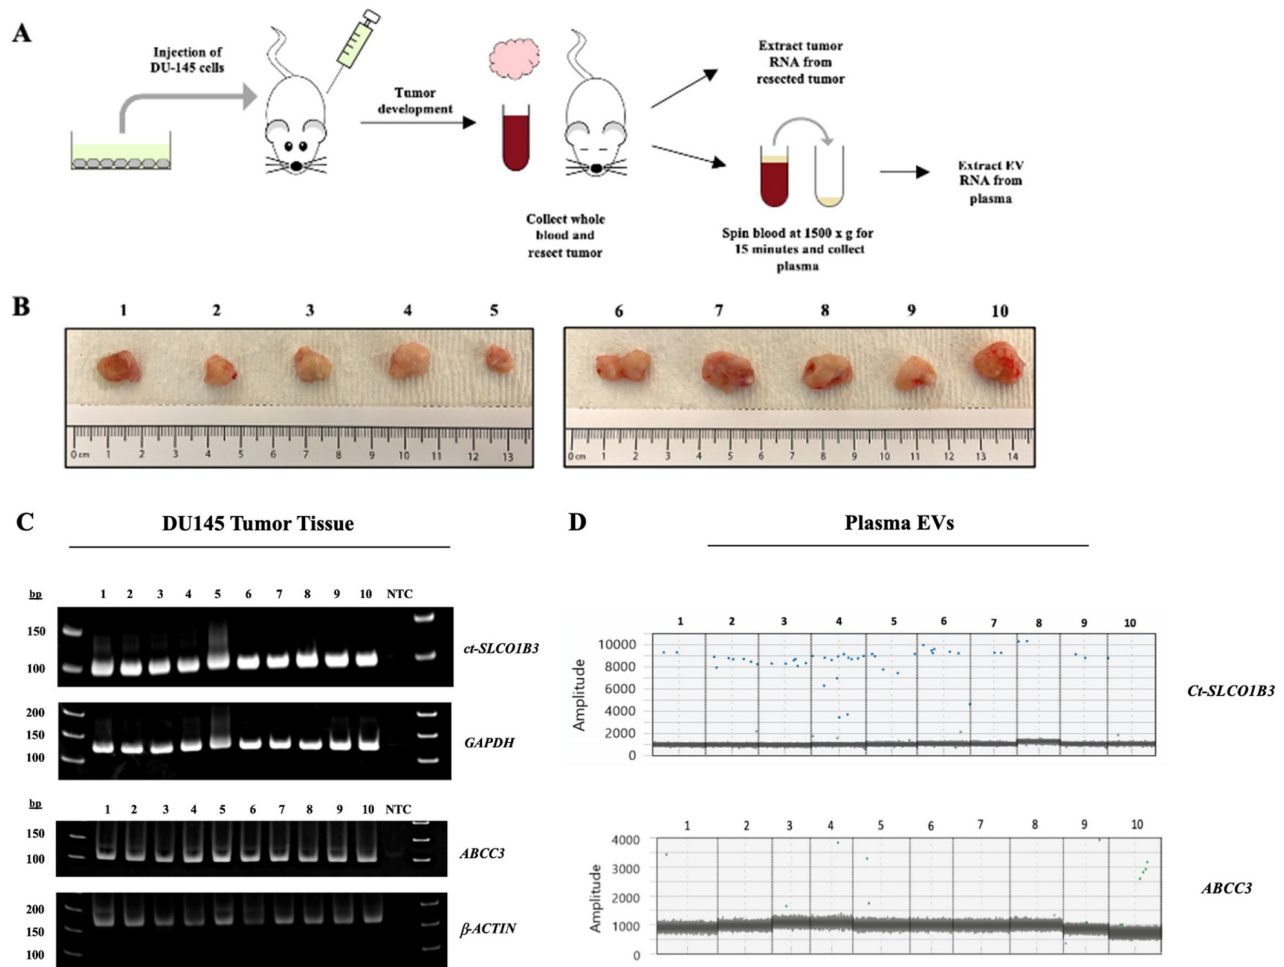 A
Injection of
DU-145 cells
Tumor
development
Collect whole
blood and
resect tumor
Extract tumor
RNA from
resected tumor
Spin blood at 1500 x g for
15 minutes and collect
plasma
Extract EV
RNA from
plasma
B
1 2 3 4 5
6 7 8 9 10
0 cm 1 2 3 4 5 6 7 8 9 10 11 12 13
0 cm 1 2 3 4 5 6 7 8 9 10 11 12 13 14
C
DU145 Tumor Tissue
bp
1 2 3 4 5 6 7 8 9 10 NTC
150
100
ct-SLCO1B3
200
150
100
GAPDH
bp
1 2 3 4 5 6 7 8 9 10 NTC
150
100
ABCC3
200
150
100
β-ACTIN
D
Plasma EVs
1 2 3 4 5 6 7 8 9 10
Amplitude
10000
8000
6000
4000
2000
0
Ct-SLCO1B3
1 2 3 4 5 6 7 8 9 10
Amplitude
4000
3000
2000
1000
0
ABCC3